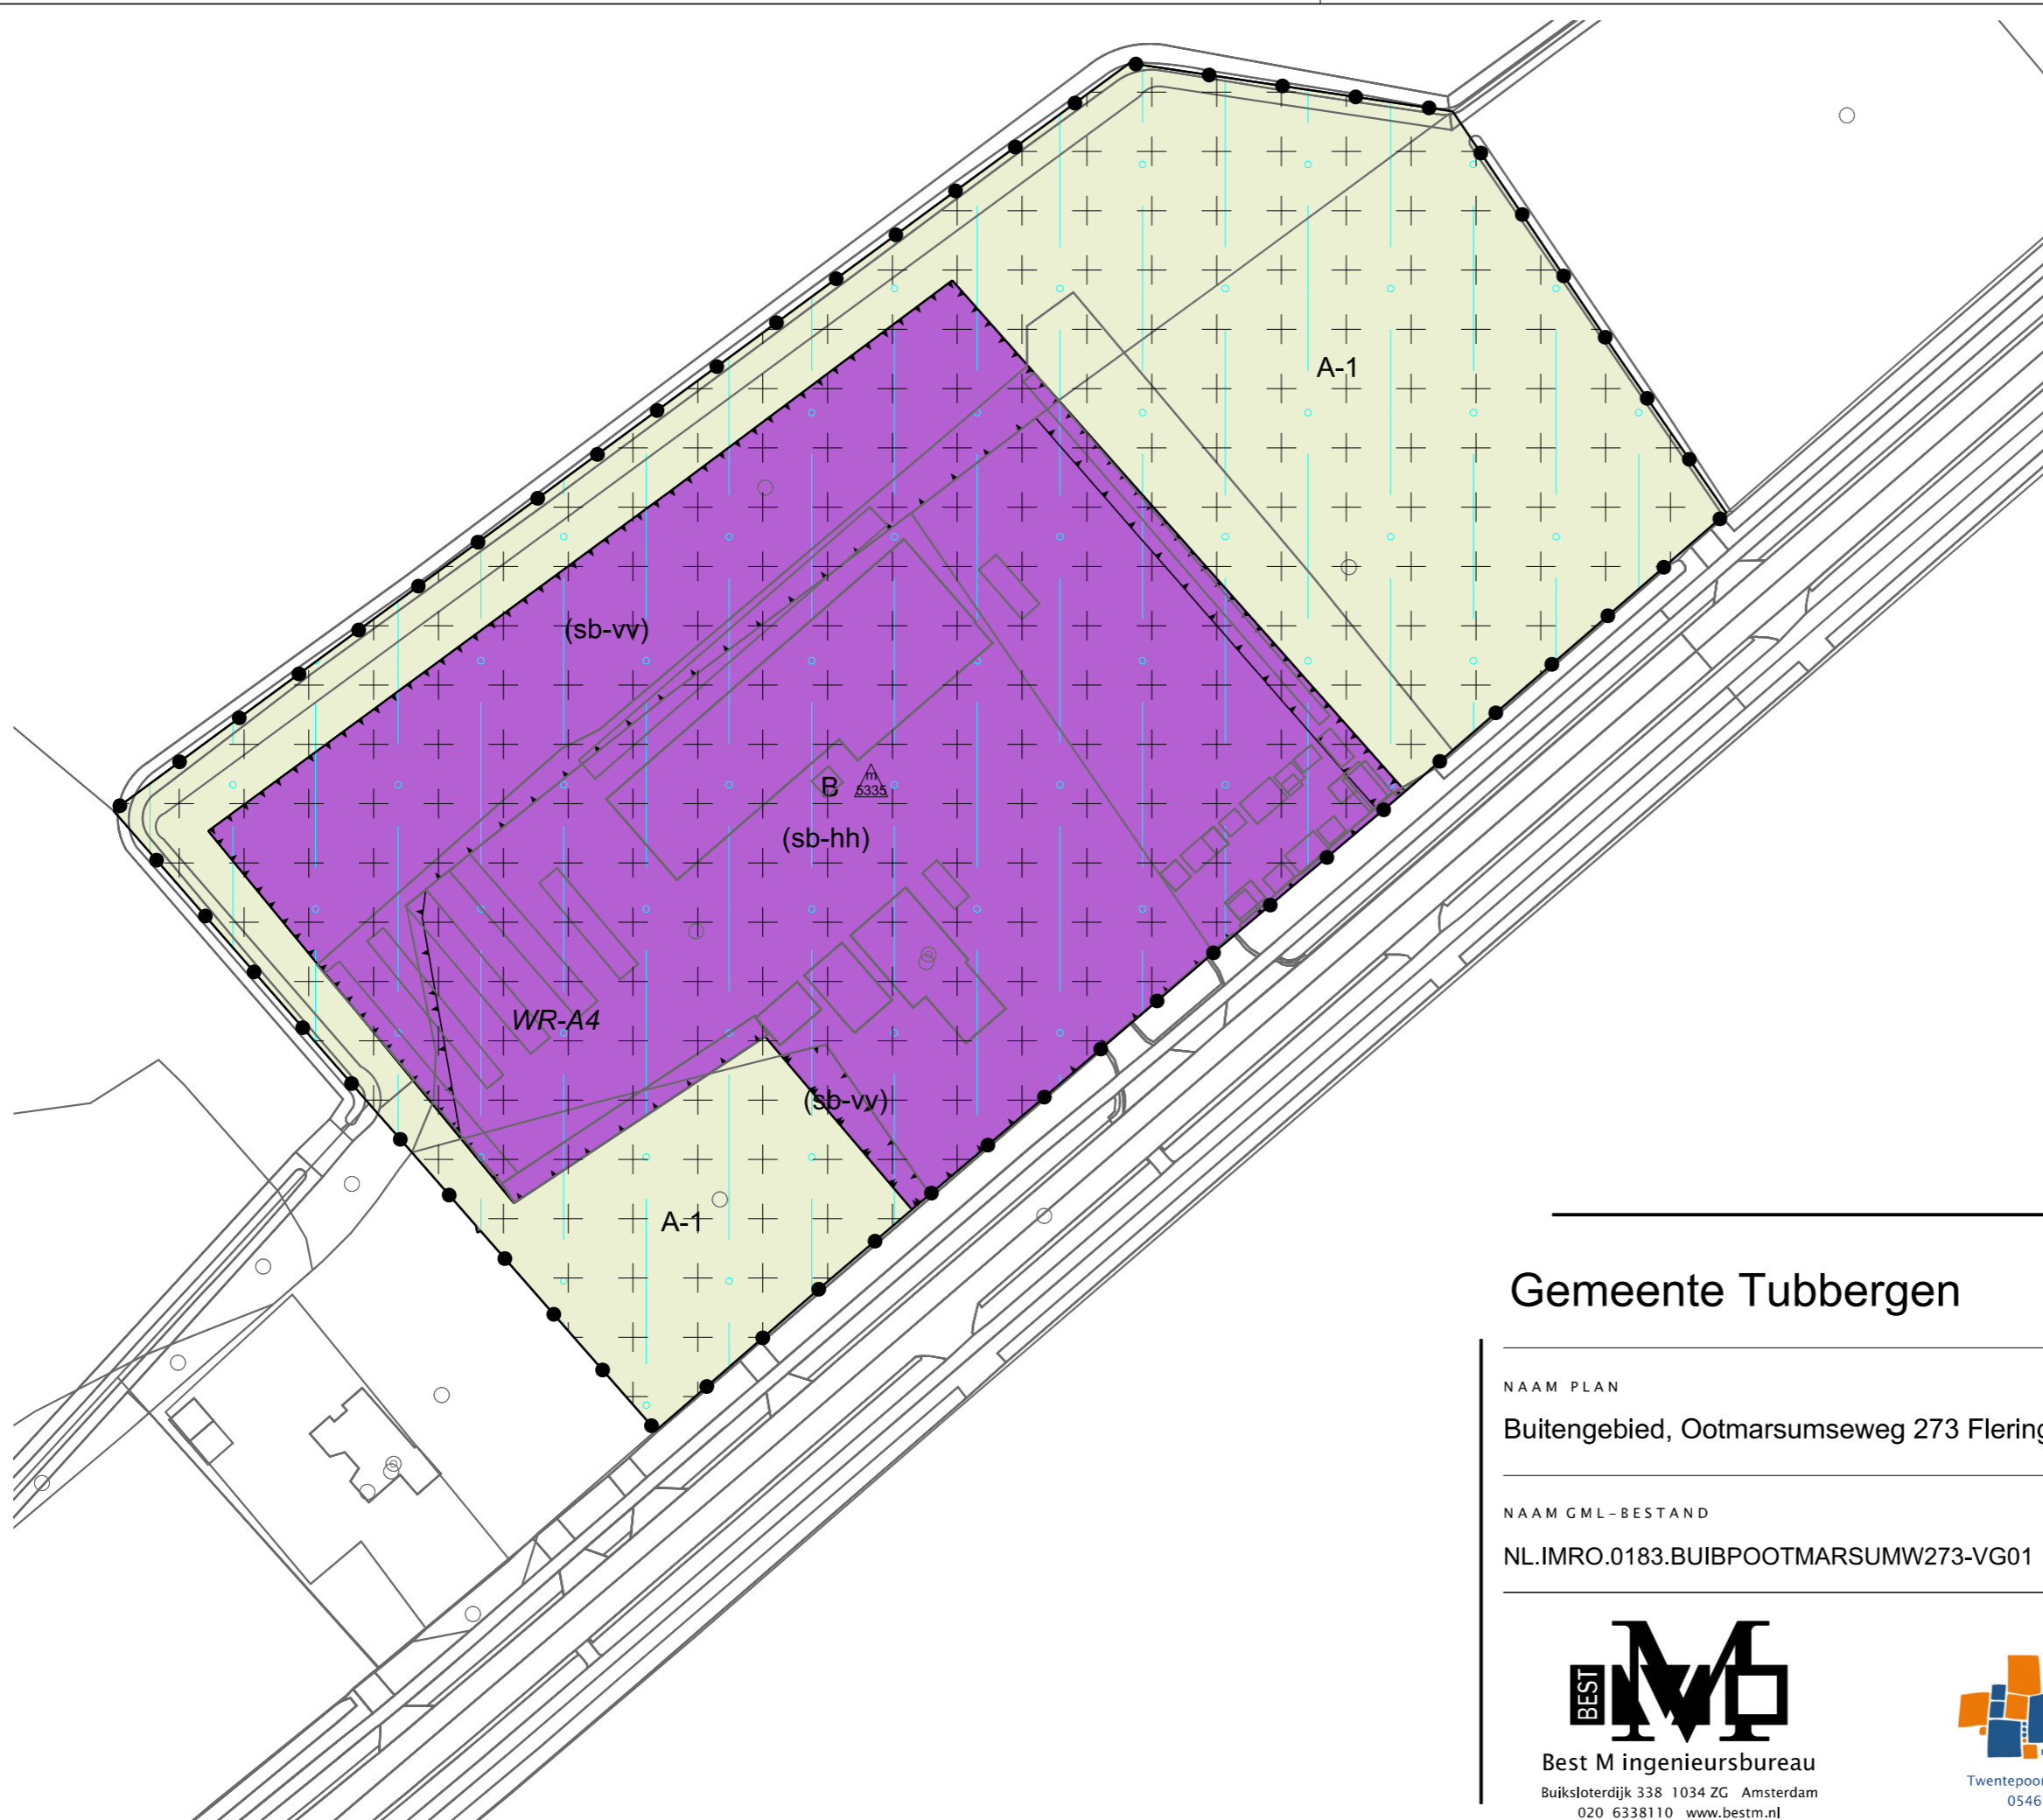 A-1
(sb-vv)
B
m
5335
(sb-hh)
WR-A4
(sb-vv)
A-1
Gemeente Tubbergen
NAAM PLAN
Buitengebied, Ootmarsumseweg 273 Flering
NAAM GML-BESTAND
NL.IMRO.0183.BUIBPOOTMARSUMW273-VG01
BEST
M
Best M ingenieursbureau
Buiksloterdijk 338 1034 ZG Amsterdam
020 6338110 www.bestm.nl
Twentepoor
0546